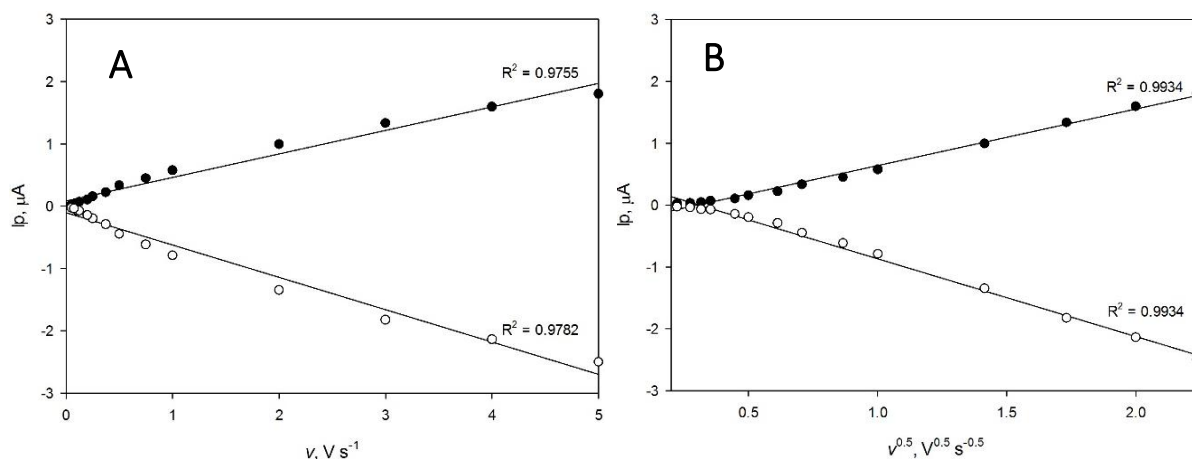 A
R² = 0.9755
R² = 0.9782
Ip, µA
3
2
1
0
-1
-2
-3
0
1
2
3
4
5
v, V s⁻¹
B
R² = 0.9934
R² = 0.9934
Ip, µA
3
2
1
0
-1
-2
-3
0.5
1.0
1.5
2.0
v⁰·⁵, V⁰·⁵ s⁻⁰·⁵